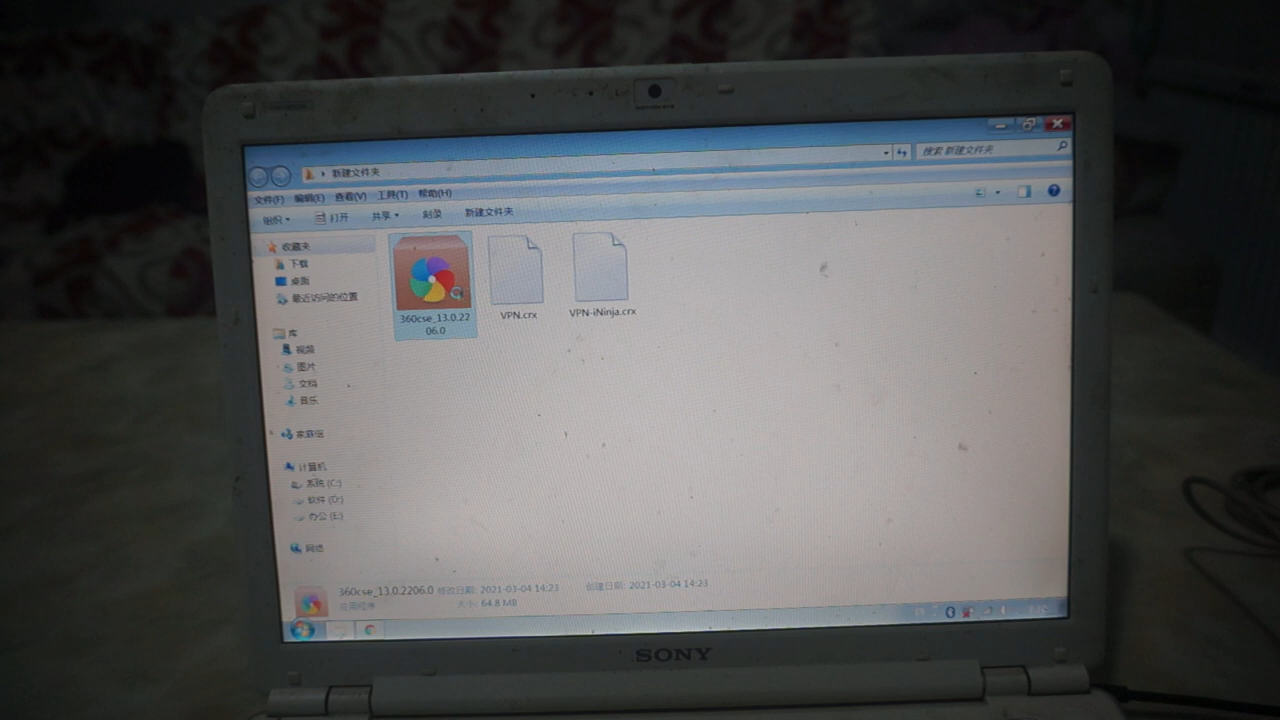 新建文件夹
搜索 新建文件夹
文件(F) 编辑(E) 查看(V) 工具(T) 帮助(H)
组织 打开 共享 刻录 新建文件夹
收藏夹
下载
桌面
最近访问的位置
库
视频
图片
文档
音乐
家庭组
计算机
系统 (C:)
软件 (D:)
办公 (E:)
网络
360cse_13.0.22
06.0
VPN.crx
VPN-iNinja.crx
360cse_13.0.2206.0 修改日期: 2021-03-04 14:23 创建日期: 2021-03-04 14:23
应用程序 大小: 64.8 MB
SONY